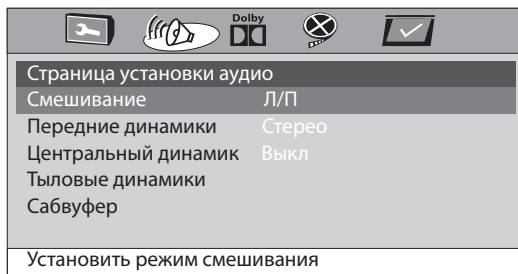 Dolby
Страница установки аудио
Смешивание Л/П
Передние динамики Стерео
Центральный динамик Выкл
Тыловые динамики
Сабвуфер
Установить режим смешивания